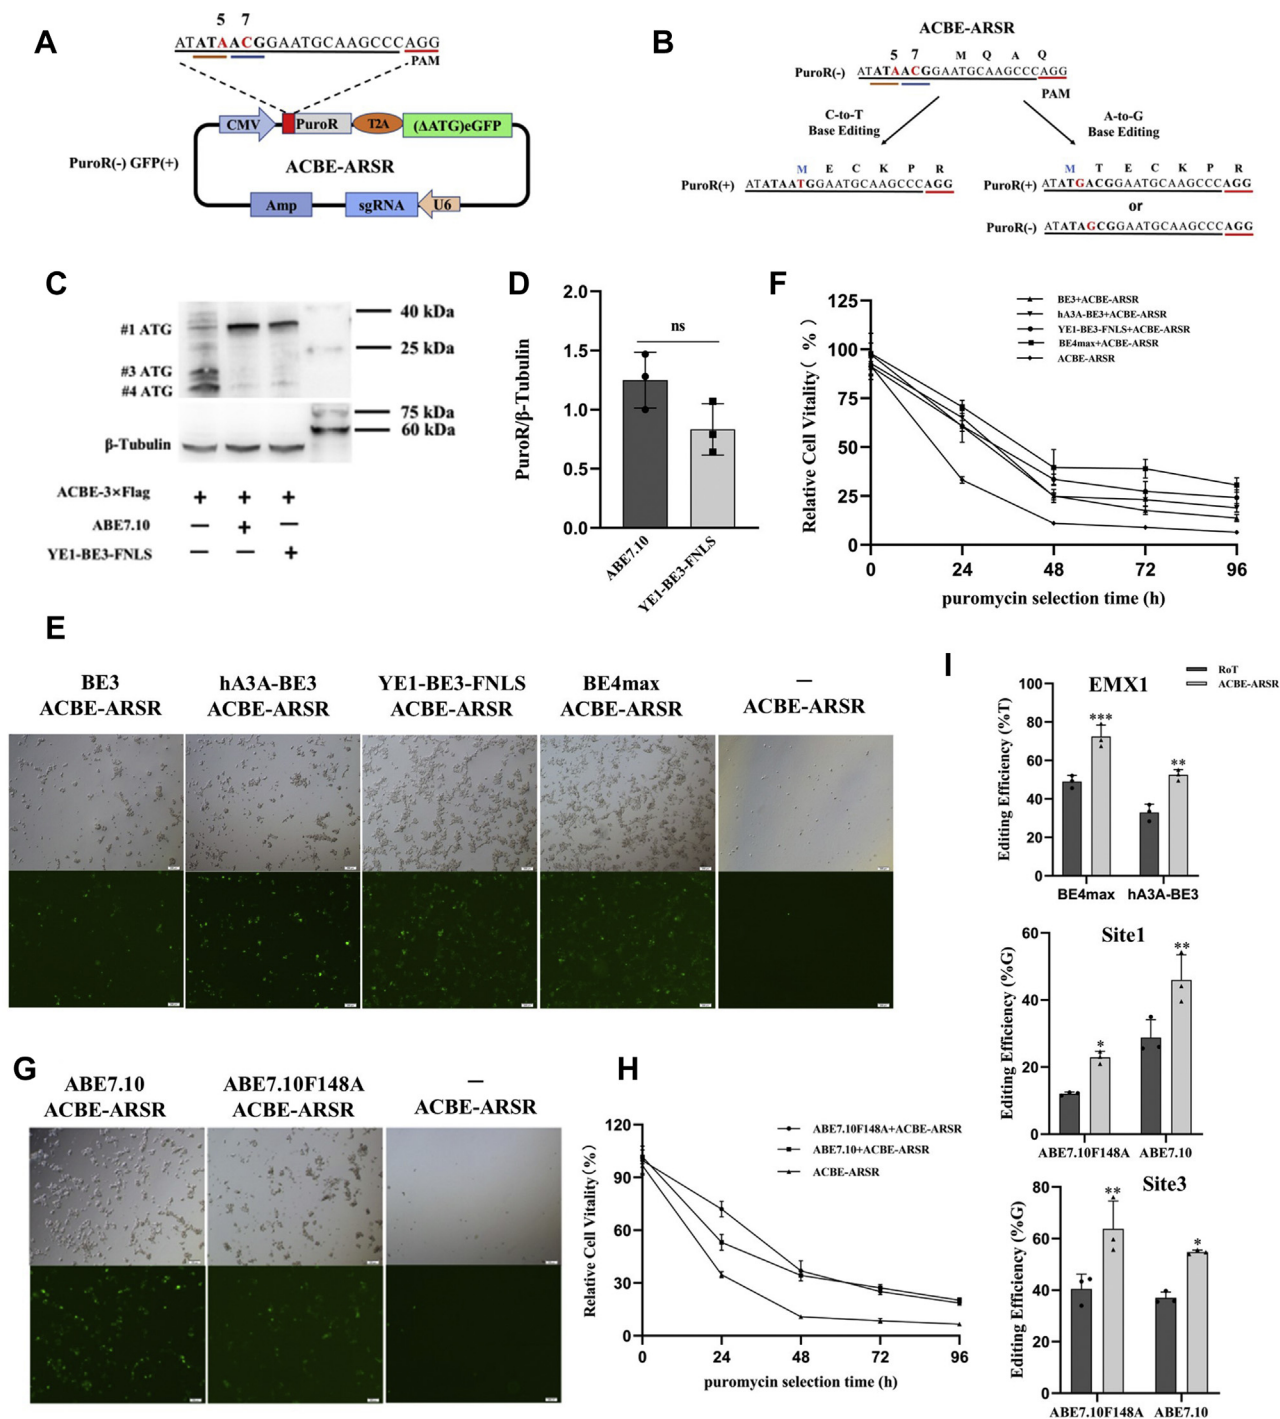 A
5 7
ATATAACGGAATGCAAGCCCAGG
PAM
CMV
PuroR
T2A
(ΔATG)eGFP
PuroR(-) GFP(+)
ACBE-ARSR
Amp
sgRNA
U6
B
ACBE-ARSR
5 7 M Q A Q
PuroR(-) ATATAACGGAATGCAAGCCCAGG
PAM
C-to-T
Base Editing
A-to-G
Base Editing
M E C K P R
PuroR(+) ATATAATGGAATGCAAGCCCAGG
M T E C K P R
PuroR(+) ATATGACGGAATGCAAGCCCAGG
or
PuroR(-) ATATAGCGGAATGCAAGCCCAGG
C
#1 ATG
#3 ATG
#4 ATG
β-Tubulin
40 kDa
25 kDa
75 kDa
60 kDa
ACBE-3×Flag + + +
ABE7.10 — + —
YE1-BE3-FNLS — — +
D
PuroR/β-Tubulin
2.0
1.5
1.0
0.5
0.0
ns
ABE7.10
YE1-BE3-FNLS
F
Relative Cell Vitality ( % )
125
100
75
50
25
0
0 24 48 72 96
puromycin selection time (h)
BE3+ACBE-ARSR
hA3A-BE3+ACBE-ARSR
YE1-BE3-FNLS+ACBE-ARSR
BE4max+ACBE-ARSR
ACBE-ARSR
E
BE3
ACBE-ARSR
hA3A-BE3
ACBE-ARSR
YE1-BE3-FNLS
ACBE-ARSR
BE4max
ACBE-ARSR
—
ACBE-ARSR
G
ABE7.10
ACBE-ARSR
ABE7.10F148A
ACBE-ARSR
—
ACBE-ARSR
H
Relative Cell Vitality (%)
120
90
60
30
0
0 24 48 72 96
puromycin selection time (h)
ABE7.10F148A+ACBE-ARSR
ABE7.10+ACBE-ARSR
ACBE-ARSR
I
RoT
ACBE-ARSR
EMX1
Editing Efficiency (%T)
100
80
60
40
20
0
***
**
BE4max hA3A-BE3
Site1
Editing Efficiency (%G)
60
40
20
0
*
**
ABE7.10F148A ABE7.10
Site3
Editing Efficiency (%G)
80
60
40
20
0
**
*
ABE7.10F148A ABE7.10